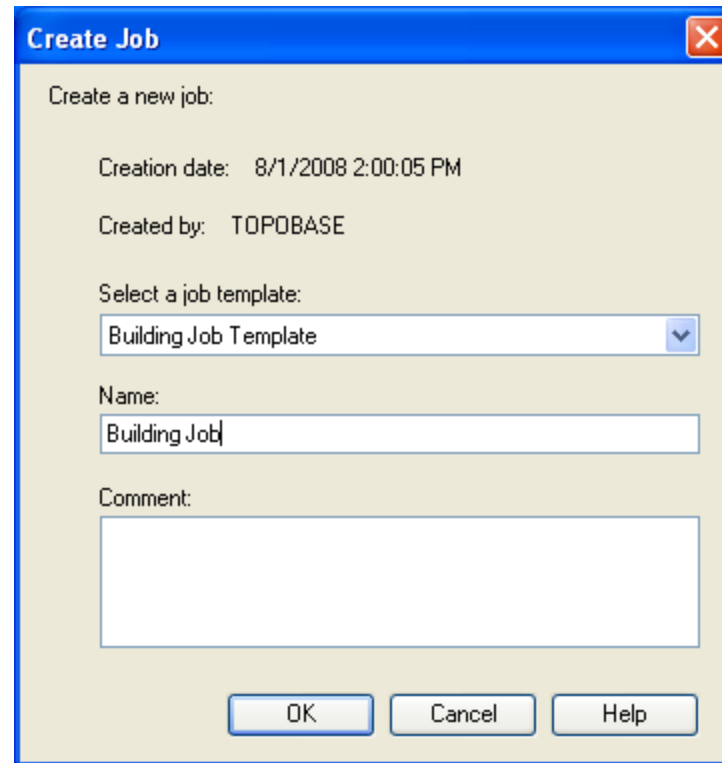 Create Job
Create a new job:
Creation date: 8/1/2008 2:00:05 PM
Created by: TOPOBASE
Select a job template:
Building Job Template
Name:
Building Job
Comment:
OK Cancel Help